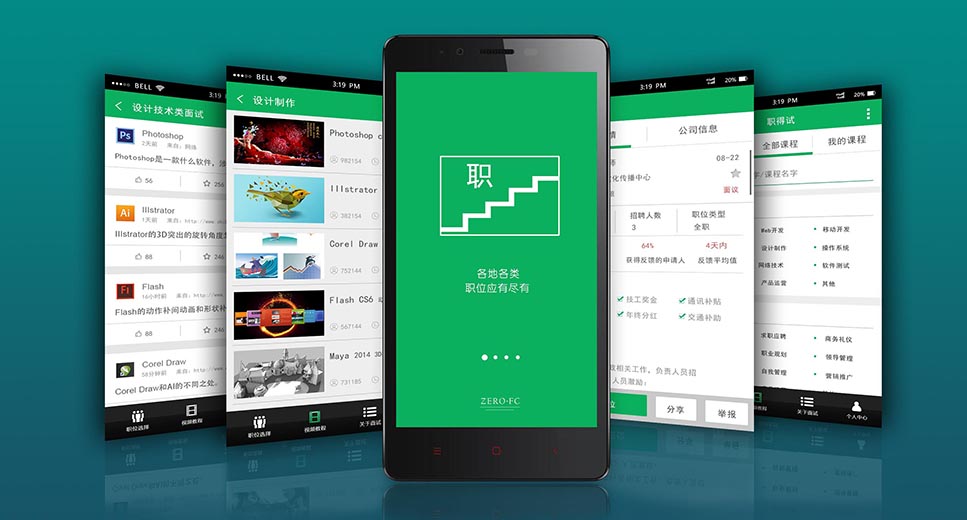 BELL
3:19 PM
设计技术类面试
Photoshop
2天前 来自:网络
Photoshop是一款什么软件,涉
56
256
Illstrator
1天前 来自:http://www.
Illstrator的3D突出的旋转角度
88
246
Flash
16小时前 来自:http://www.
Flash的动作补间动画和形状补
88
246
Corel Draw
58分钟前 来自:http://www.
Corel Draw和AI的不同之处。
职位选择
视频教程
BELL
3:19 PM
设计制作
Photoshop c
982154
Illstrator
382154
Corel Draw
752144
Flash CS6
567144
Maya 2014 3D
731185
职位选择
视频教程
关于面试
职
各地各类
职位应有尽有
ZERO-FC
3:19 PM
20%
情
公司信息
师
08-22
化传播中心
面议
招聘人数
职位类型
3
全职
64%
4天内
获得反馈的申请人
反馈平均值
技工奖金
通讯补贴
年终分红
交通补助
政相关工作,负责人员招
人员激励;
位
分享
举报
3:19 PM
20%
职得试
全部课程
我的课程
字/课程名字
Web开发
移动开发
设计制作
操作系统
网络技术
软件测试
产品运营
其他
求职应聘
商务礼仪
职业规划
领导管理
自我管理
营销推广
频教程
关于面试
个人中心